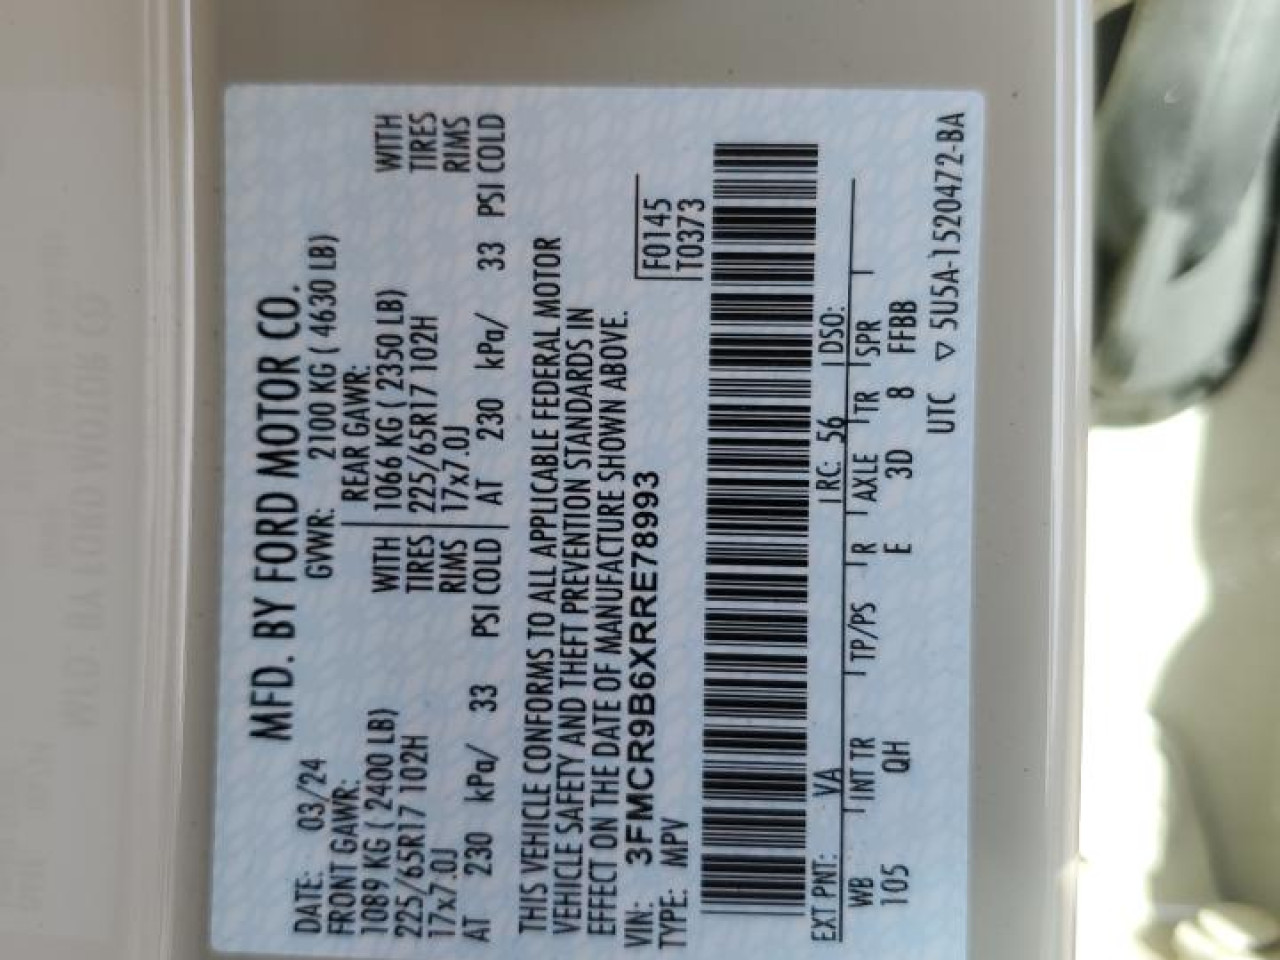 MFD. BY FORD MOTOR CO.
DATE: 03/24 GVWR: 2100 KG ( 4630 LB)
FRONT GAWR: REAR GAWR:
1089 KG ( 2400 LB) WITH 1066 KG ( 2350 LB) WITH
225/65R17 102H TIRES 225/65R17 102H TIRES
17x7.0J RIMS 17x7.0J RIMS
AT 230 kPa/ 33 PSI COLD AT 230 kPa/ 33 PSI COLD
THIS VEHICLE CONFORMS TO ALL APPLICABLE FEDERAL MOTOR
VEHICLE SAFETY AND THEFT PREVENTION STANDARDS IN
EFFECT ON THE DATE OF MANUFACTURE SHOWN ABOVE.
VIN: 3FMCR9B6XRRE78993 F0145
TYPE: MPV T0373
EXT PNT: VA RC: 56 DSO:
WB INT TR TP/PS R AXLE TR SPR
105 QH E 3D 8 FFBB
UTC ▽ 5U5A-1520472-BA